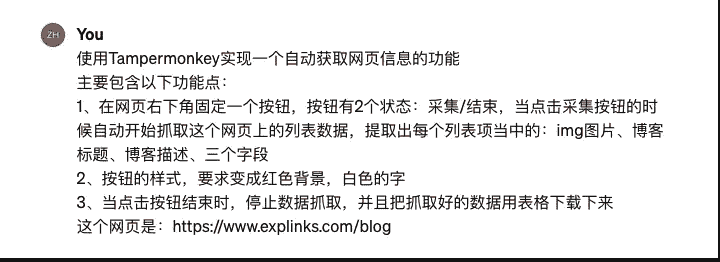 ZH
You
使用Tampermonkey实现一个自动获取网页信息的功能
主要包含以下功能点：
1、在网页右下角固定一个按钮，按钮有2个状态：采集/结束，当点击采集按钮的时
候自动开始抓取这个网页上的列表数据，提取出每个列表项当中的：img图片、博客
标题、博客描述、三个字段
2、按钮的样式，要求变成红色背景，白色的字
3、当点击按钮结束时，停止数据抓取，并且把抓取好的数据用表格下载下来
这个网页是：https://www.explinks.com/blog